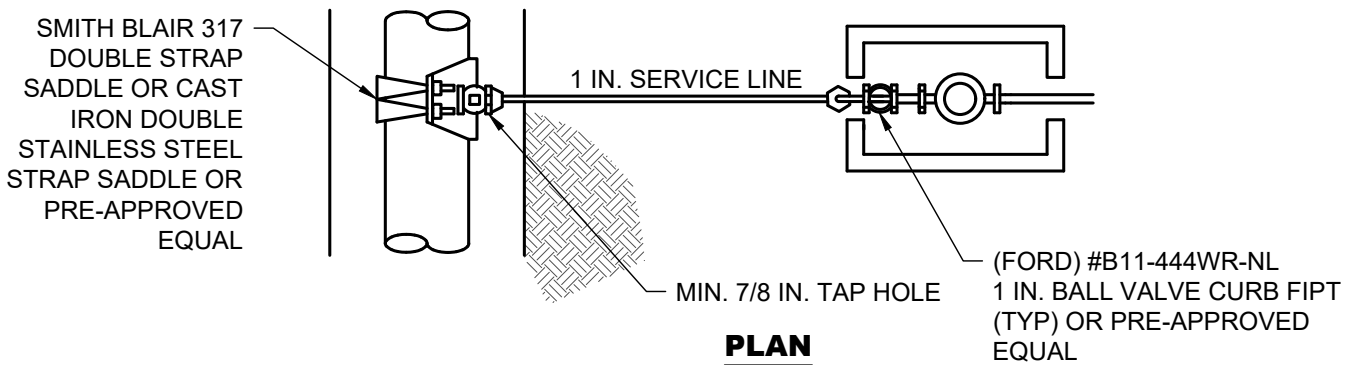 SMITH BLAIR 317
DOUBLE STRAP
SADDLE OR CAST
IRON DOUBLE
STAINLESS STEEL
STRAP SADDLE OR
PRE-APPROVED
EQUAL
1 IN. SERVICE LINE
MIN. 7/8 IN. TAP HOLE
(FORD) #B11-444WR-NL
1 IN. BALL VALVE CURB FIPT
(TYP) OR PRE-APPROVED
EQUAL
PLAN